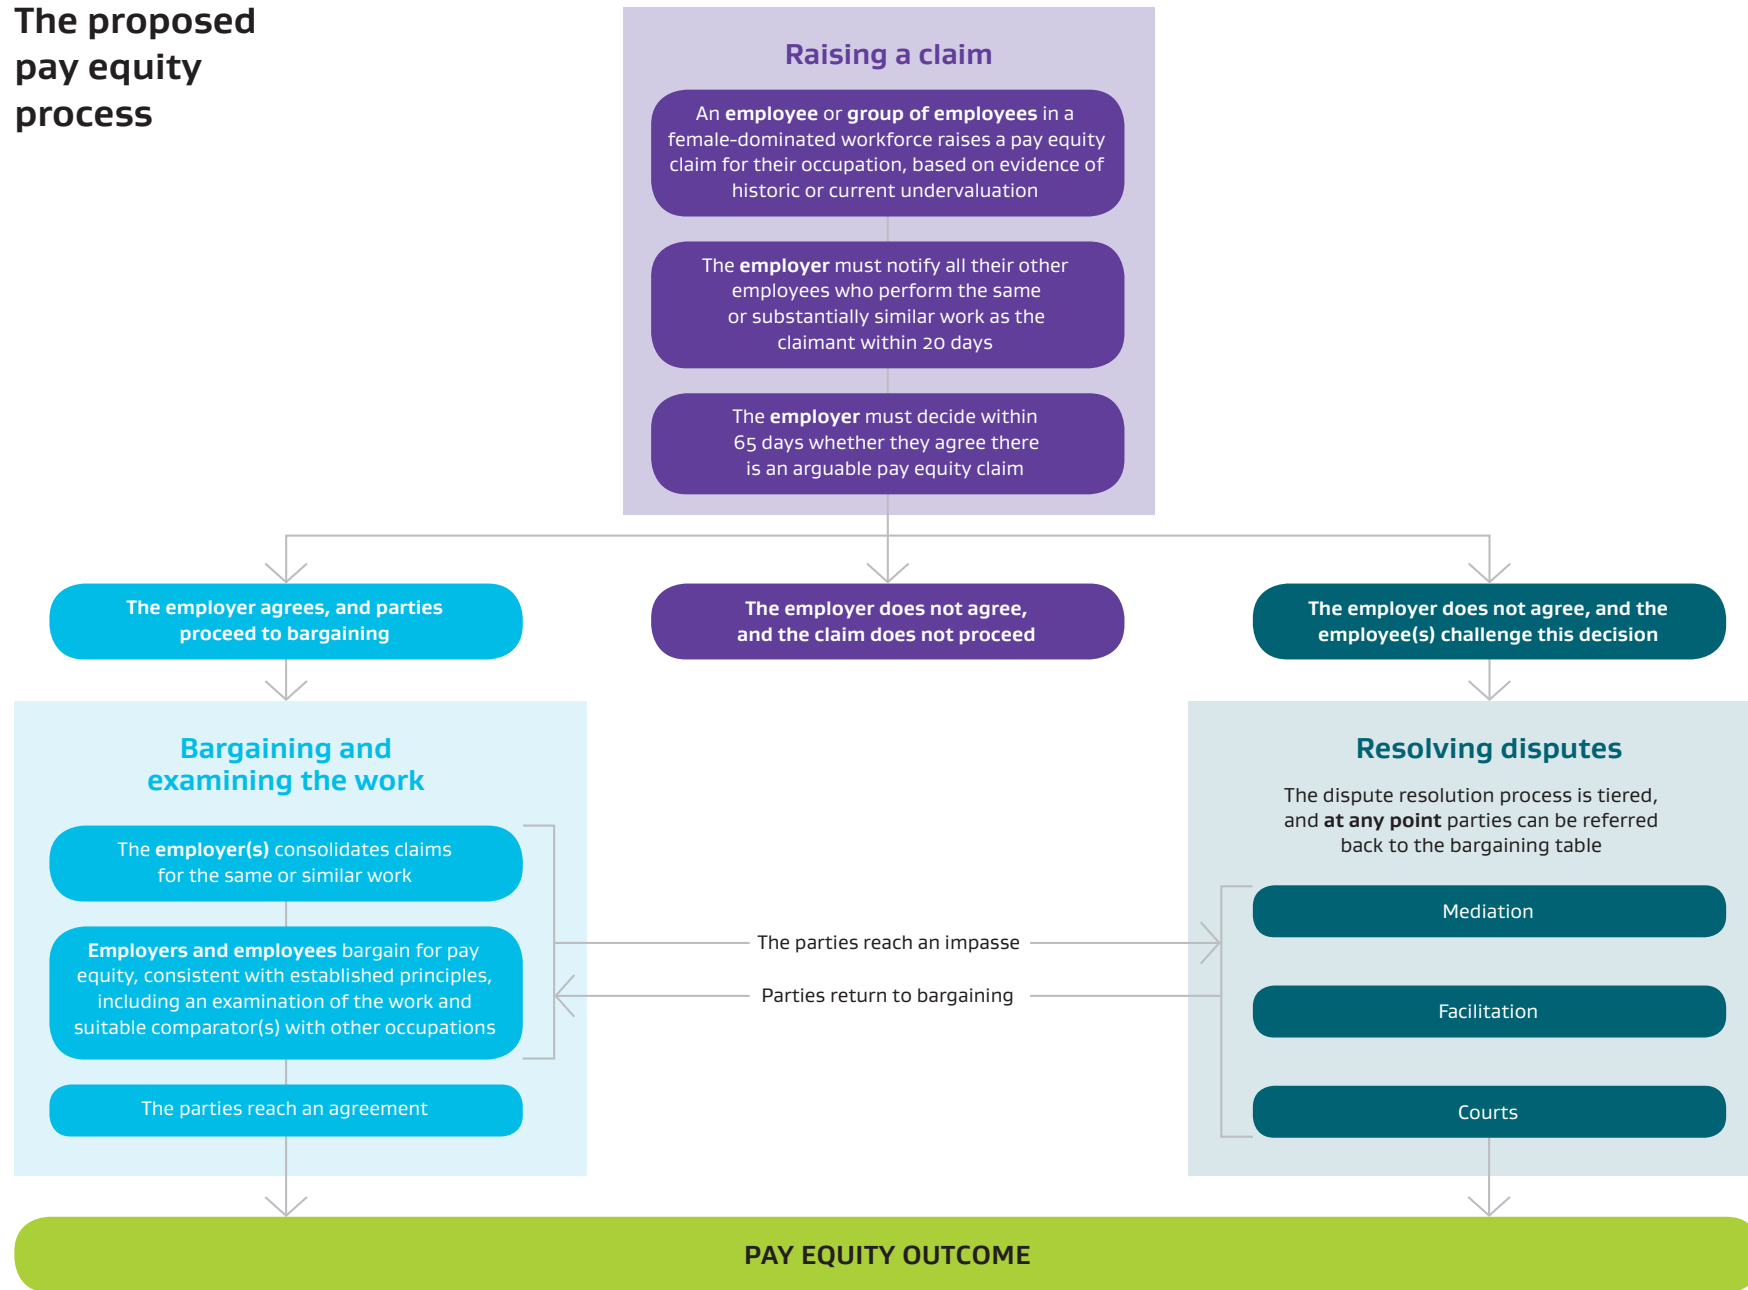 The proposed
pay equity
process
Raising a claim
An employee or group of employees in a
female-dominated workforce raises a pay equity
claim for their occupation, based on evidence of
historic or current undervaluation
The employer must notify all their other
employees who perform the same
or substantially similar work as the
claimant within 20 days
The employer must decide within
65 days whether they agree there
is an arguable pay equity claim
The employer agrees, and parties
proceed to bargaining
The employer does not agree,
and the claim does not proceed
The employer does not agree, and the
employee(s) challenge this decision
Bargaining and
examining the work
The employer(s) consolidates claims
for the same or similar work
Employers and employees bargain for pay
equity, consistent with established principles,
including an examination of the work and
suitable comparator(s) with other occupations
The parties reach an agreement
The parties reach an impasse
Parties return to bargaining
Resolving disputes
The dispute resolution process is tiered,
and at any point parties can be referred
back to the bargaining table
Mediation
Facilitation
Courts
PAY EQUITY OUTCOME